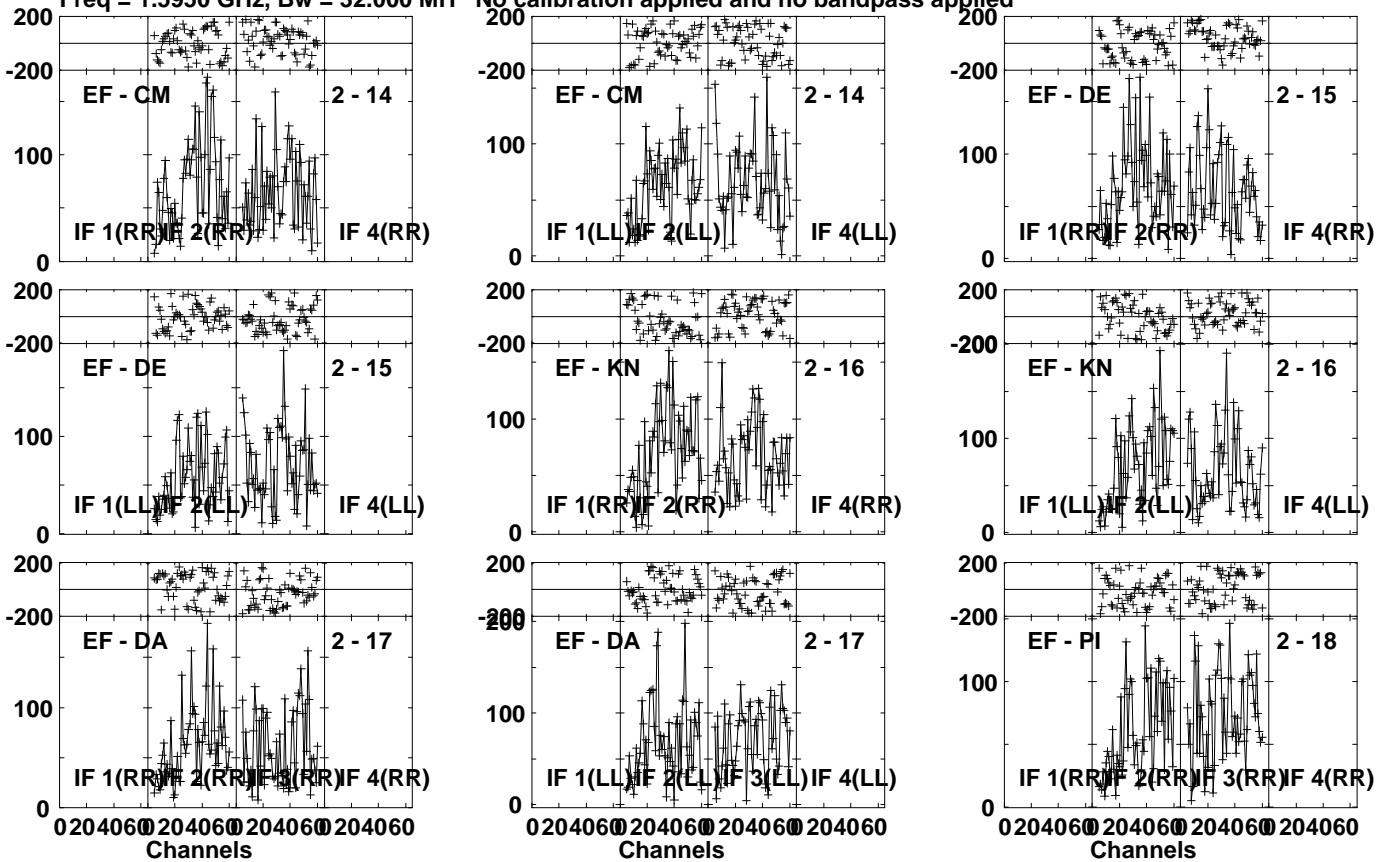 Freq = 1.5950 GHz, Bw = 32.000 MH No calibration applied and no bandpass applied
200 200 200
-200 -200 -200
EF - CM 2 - 14 EF - CM 2 - 14 EF - DE 2 - 15
100 100 100
IF 1(RR) IF 2(RR) IF 4(RR) IF 1(LL) IF 2(LL) IF 4(LL) IF 1(RR) IF 2(RR) IF 4(RR)
0 0 0
200 200 200
-200 -200 -200
EF - DE 2 - 15 EF - KN 2 - 16 EF - KN 2 - 16
100 100 100
IF 1(LL) IF 2(LL) IF 4(LL) IF 1(RR) IF 2(RR) IF 4(RR) IF 1(LL) IF 2(LL) IF 4(LL)
0 0 0
200 200 200
-200 -200 -200
200
EF - DA 2 - 17 EF - DA 2 - 17 EF - PI 2 - 18
100 100 100
IF 1(RR) IF 2(RR) IF 3(RR) IF 4(RR) IF 1(LL) IF 2(LL) IF 3(LL) IF 4(LL) IF 1(RR) IF 2(RR) IF 3(RR) IF 4(RR)
0 0 0
0 20 40 60 0 20 40 60 0 20 40 60 0 20 40 60 0 20 40 60 0 20 40 60 0 20 40 60 0 20 40 60 0 20 40 60 0 20 40 60 0 20 40 60 0 20 40 60
Channels Channels Channels